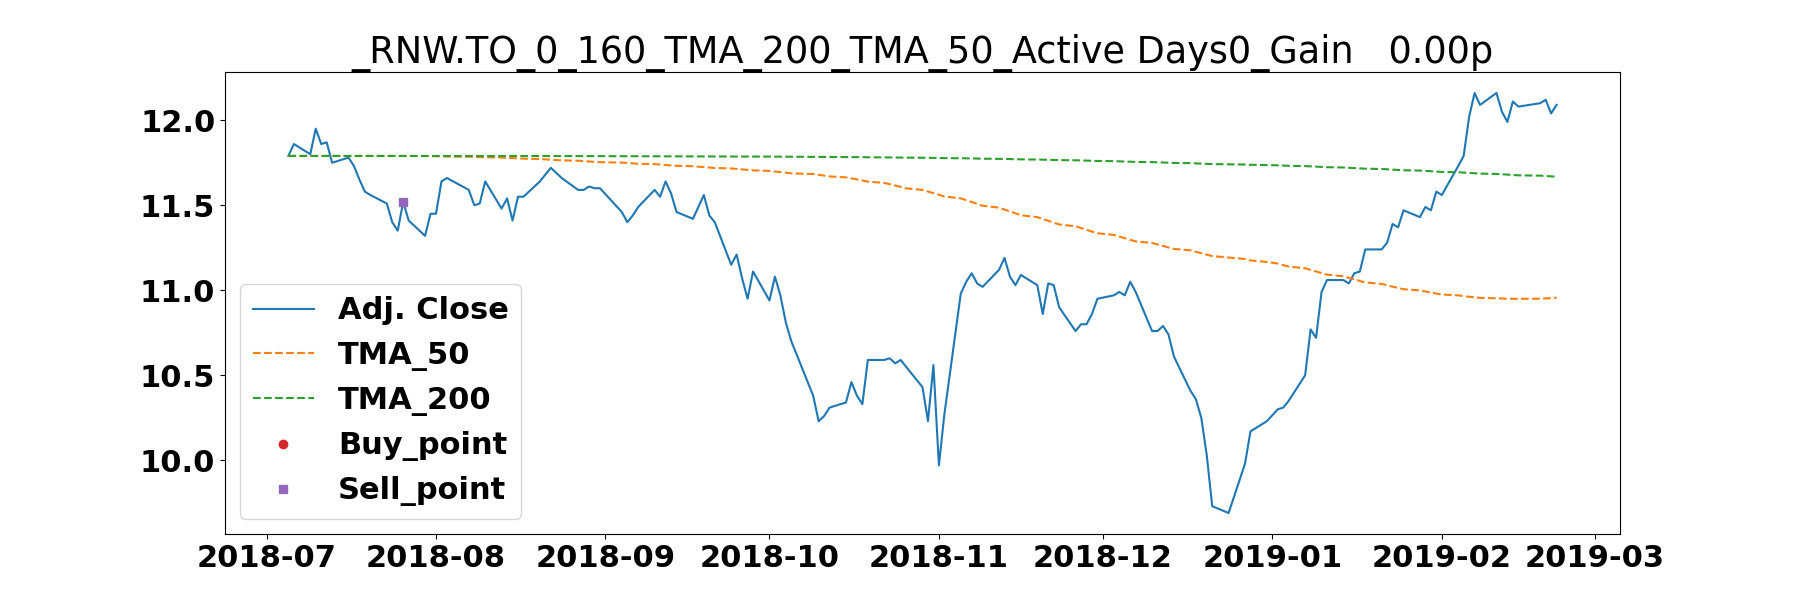 _RNW.TO_0_160_TMA_200_TMA_50_Active Days0_Gain   0.00p
12.0
11.5
11.0
10.5
10.0
Adj. Close
TMA_50
TMA_200
Buy_point
Sell_point
2018-07 2018-08 2018-09 2018-10 2018-11 2018-12 2019-01 2019-02 2019-03